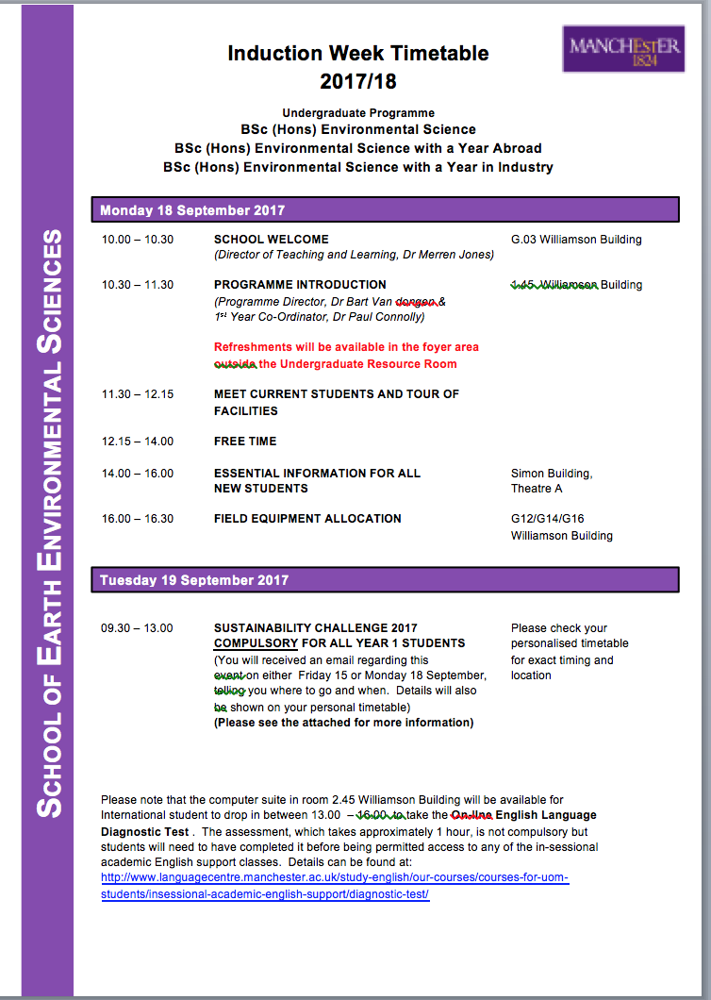 Induction Week Timetable
2017/18
MANCHEstER
1824
Undergraduate Programme
BSc (Hons) Environmental Science
BSc (Hons) Environmental Science with a Year Abroad
BSc (Hons) Environmental Science with a Year in Industry
SCHOOL OF EARTH ENVIRONMENTAL SCIENCES
Monday 18 September 2017
10.00 – 10.30 SCHOOL WELCOME G.03 Williamson Building
(Director of Teaching and Learning, Dr Merren Jones)
10.30 – 11.30 PROGRAMME INTRODUCTION 1.45 Williamson Building
(Programme Director, Dr Bart Van dongen &
1st Year Co-Ordinator, Dr Paul Connolly)
Refreshments will be available in the foyer area
outside the Undergraduate Resource Room
11.30 – 12.15 MEET CURRENT STUDENTS AND TOUR OF
FACILITIES
12.15 – 14.00 FREE TIME
14.00 – 16.00 ESSENTIAL INFORMATION FOR ALL Simon Building,
NEW STUDENTS Theatre A
16.00 – 16.30 FIELD EQUIPMENT ALLOCATION G12/G14/G16
Williamson Building
Tuesday 19 September 2017
09.30 – 13.00 SUSTAINABILITY CHALLENGE 2017 Please check your
COMPULSORY FOR ALL YEAR 1 STUDENTS personalised timetable
(You will received an email regarding this for exact timing and
event on either Friday 15 or Monday 18 September, location
telling you where to go and when. Details will also
be shown on your personal timetable)
(Please see the attached for more information)
Please note that the computer suite in room 2.45 Williamson Building will be available for
International student to drop in between 13.00 – 16:00 to take the On-line English Language
Diagnostic Test . The assessment, which takes approximately 1 hour, is not compulsory but
students will need to have completed it before being permitted access to any of the in-sessional
academic English support classes. Details can be found at:
http://www.languagecentre.manchester.ac.uk/study-english/our-courses/courses-for-uom-
students/insessional-academic-english-support/diagnostic-test/